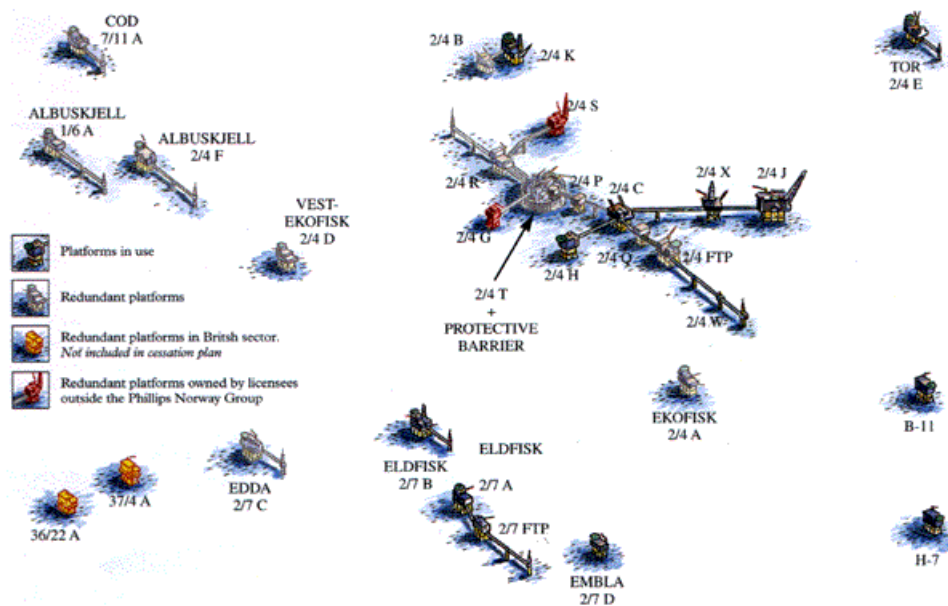 COD
7/11 A
2/4 B
2/4 K
TOR
2/4 E
ALBUSKJELL
1/6 A
ALBUSKJELL
2/4 F
2/4 S
2/4 R
2/4 P
2/4 C
2/4 X
2/4 J
VEST-
EKOFISK
2/4 D
2/4 G
2/4 H
2/4 Q
2/4 FTP
2/4 W
2/4 T
+
PROTECTIVE
BARRIER
Platforms in use
Redundant platforms
Redundant platforms in Britsh sector.
Not included in cessation plan
Redundant platforms owned by licensees
outside the Phillips Norway Group
EKOFISK
2/4 A
B-11
ELDFISK
2/7 B
ELDFISK
EDDA
2/7 C
37/4 A
36/22 A
2/7 A
2/7 FTP
EMBLA
2/7 D
H-7